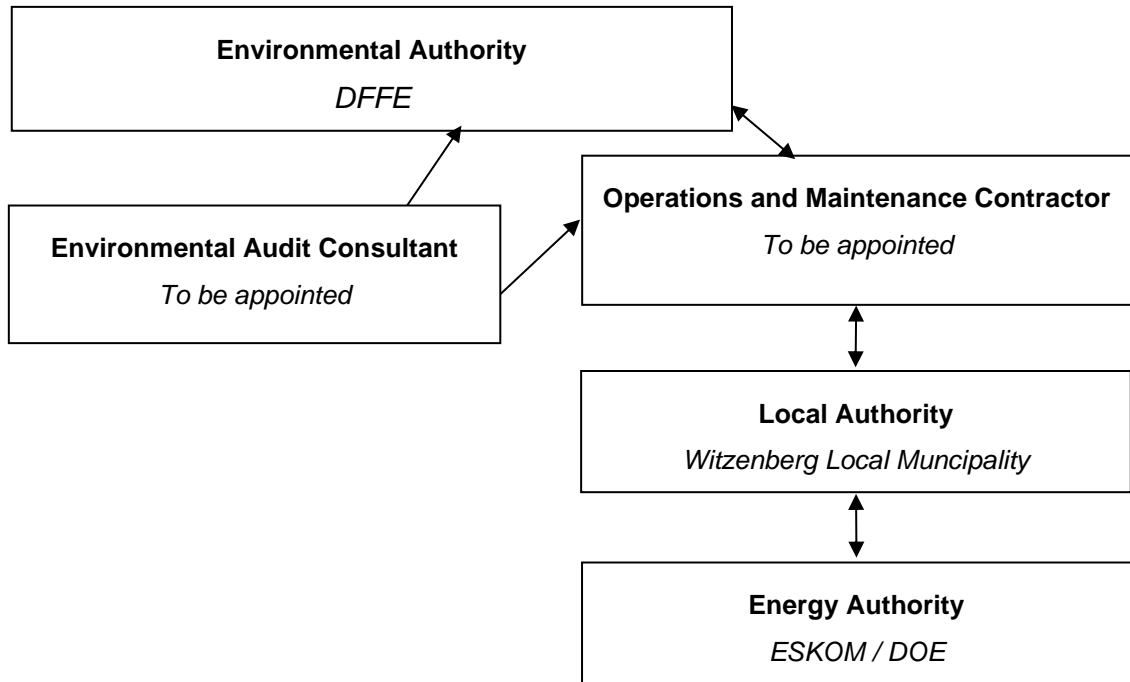 Environmental Authority
DFFE
Operations and Maintenance Contractor
To be appointed
Environmental Audit Consultant
To be appointed
Local Authority
Witzenberg Local Muncipality
Energy Authority
ESKOM / DOE